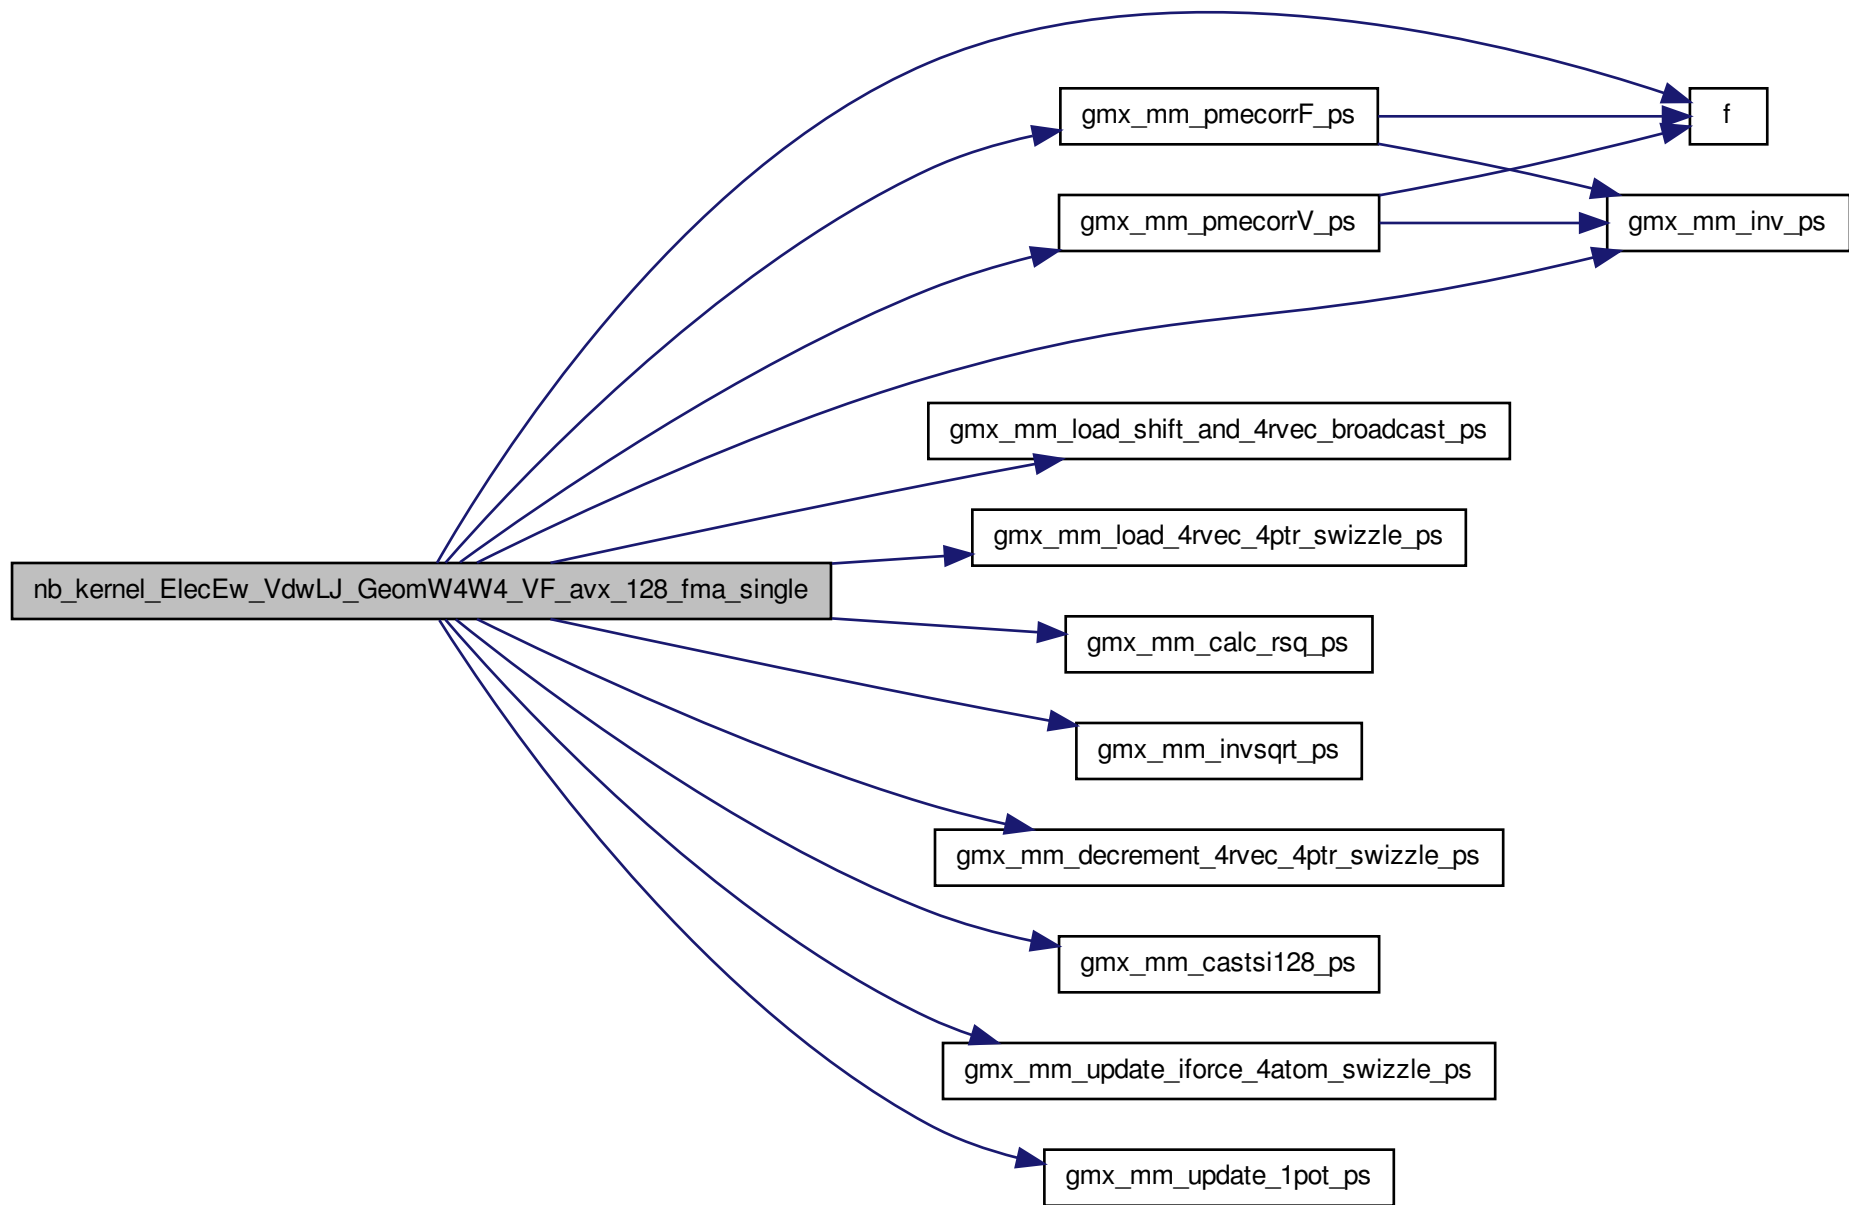 gmx_mm_pmecorrF_ps
f
gmx_mm_pmecorrV_ps
gmx_mm_inv_ps
gmx_mm_load_shift_and_4rvec_broadcast_ps
gmx_mm_load_4rvec_4ptr_swizzle_ps
nb_kernel_ElecEw_VdwLJ_GeomW4W4_VF_avx_128_fma_single
gmx_mm_calc_rsq_ps
gmx_mm_invsqrt_ps
gmx_mm_decrement_4rvec_4ptr_swizzle_ps
gmx_mm_castsi128_ps
gmx_mm_update_iforce_4atom_swizzle_ps
gmx_mm_update_1pot_ps